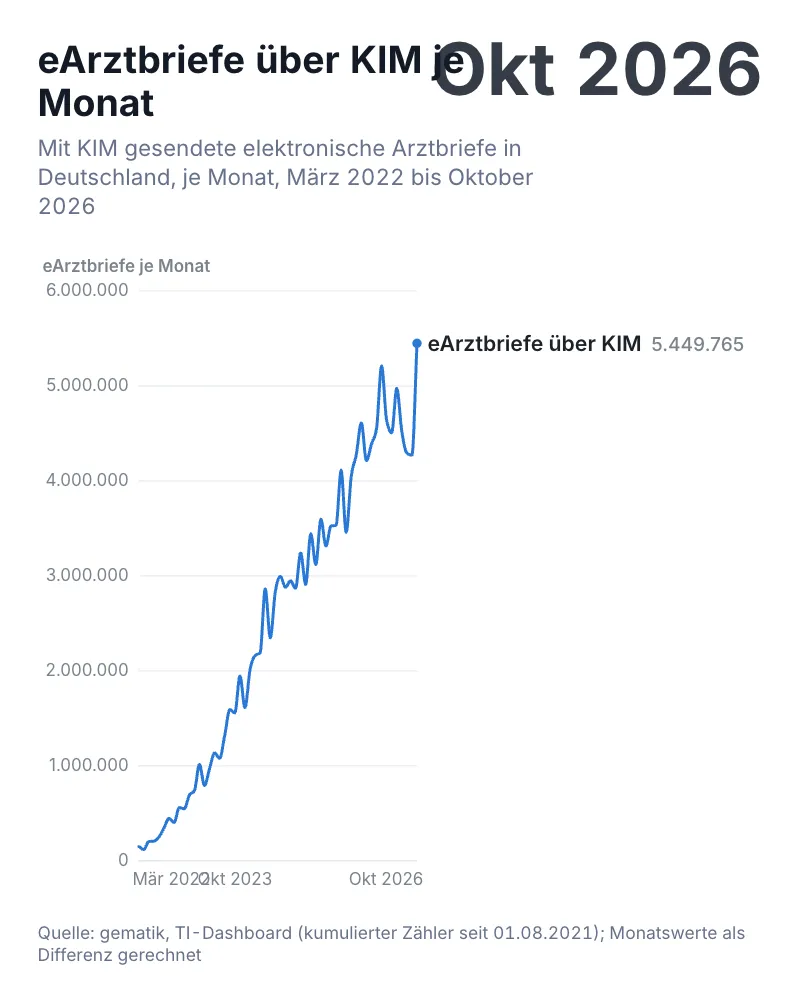 eArztbriefe über KIM je
Monat
Okt 2026
Mit KIM gesendete elektronische Arztbriefe in
Deutschland, je Monat, März 2022 bis Oktober
2026
eArztbriefe je Monat
6.000.000
eArztbriefe über KIM 5.449.765
5.000.000
4.000.000
3.000.000
2.000.000
1.000.000
0
Mär 2022 Okt 2023 Okt 2026
Quelle: gematik, TI-Dashboard (kumulierter Zähler seit 01.08.2021); Monatswerte als
Differenz gerechnet